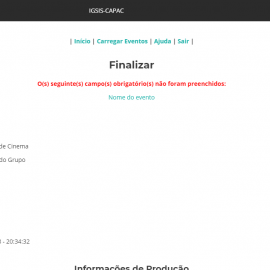 IGSIS-CAPAC
| Início | Carregar Eventos | Ajuda | Sair |
Finalizar
O(s) seguinte(s) campo(s) obrigatório(s) não foram preenchidos:
Nome do evento
de Cinema
do Grupo
- 20:34:32
Informações de Produção